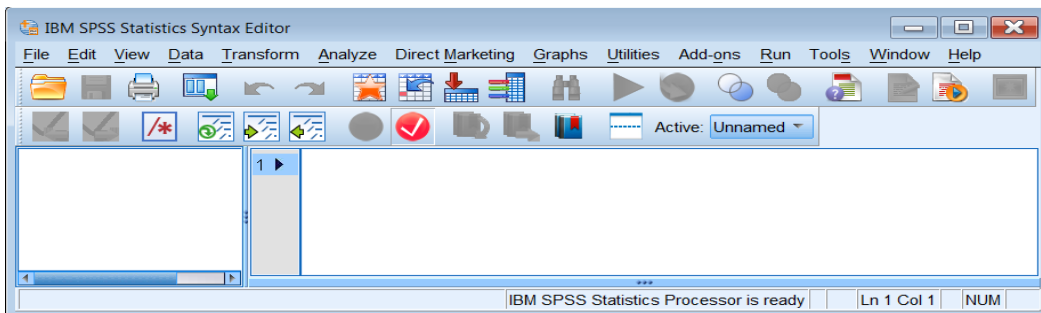 IBM SPSS Statistics Syntax Editor
File Edit View Data Transform Analyze Direct Marketing Graphs Utilities Add-ons Run Tools Window Help
/* Active: Unnamed
1
IBM SPSS Statistics Processor is ready Ln 1 Col 1 NUM